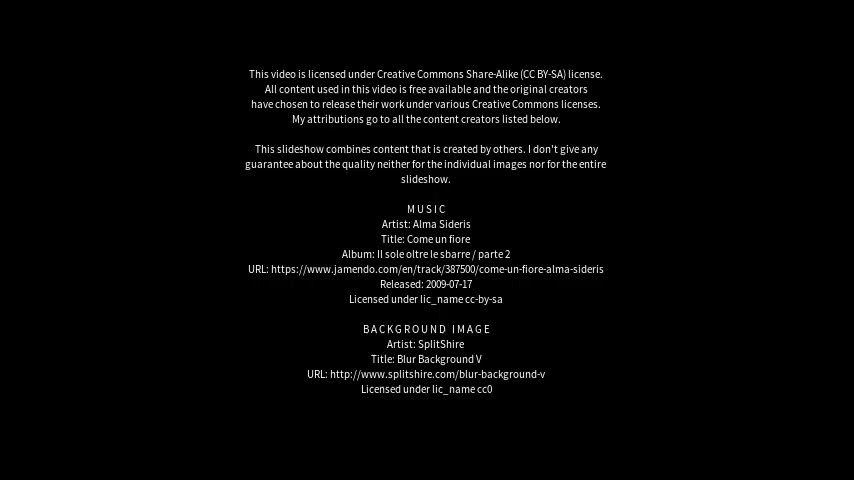 This video is licensed under Creative Commons Share-Alike (CC BY-SA) license.
All content used in this video is free available and the original creators
have chosen to release their work under various Creative Commons licenses.
My attributions go to all the content creators listed below.
This slideshow combines content that is created by others. I don't give any
guarantee about the quality neither for the individual images nor for the entire
slideshow.
MUSIC
Artist: Alma Sideris
Title: Come un fiore
Album: Il sole oltre le sbarre / parte 2
URL: https://www.jamendo.com/en/track/387500/come-un-fiore-alma-sideris
Released: 2009-07-17
Licensed under lic_name cc-by-sa
BACKGROUND IMAGE
Artist: SplitShire
Title: Blur Background V
URL: http://www.splitshire.com/blur-background-v
Licensed under lic_name cc0